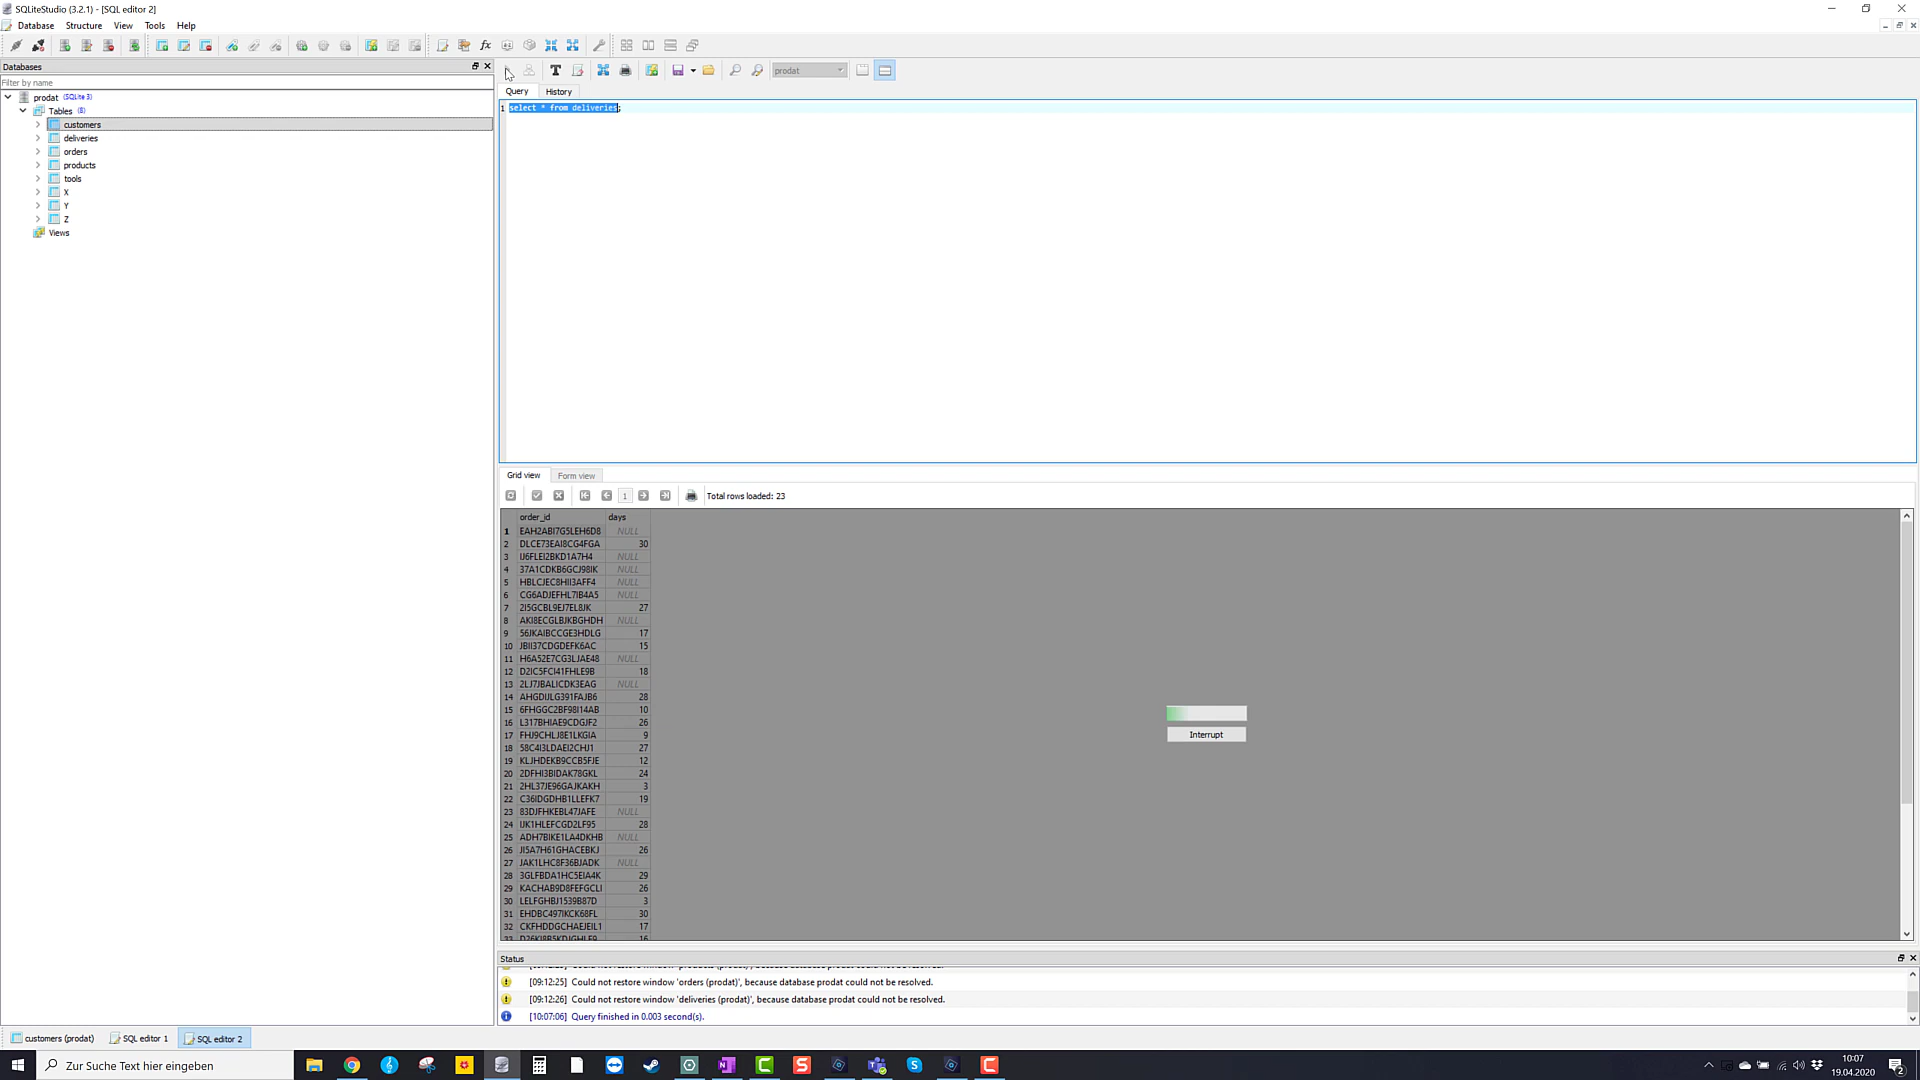 SQLiteStudio (3.2.1) - [SQL editor 2]
Database Structure View Tools Help
Databases
Filter by name
prodat (SQLite 3)
Tables (8)
customers
deliveries
orders
products
tools
X
Y
Z
Views
prodat
Query History
1 select * from deliveries;
Grid view Form view
1 Total rows loaded: 23
order_id days
1 EAH2ABI7G5LEH6D8 NULL
2 DLCE73EAI8CG4FGA 30
3 IJ6FLEI2BKD1A7H4 NULL
4 37A1CDKB6GCJ98IK NULL
5 HBLCJEC8HII3AFF4 NULL
6 CG6ADJEFHL7IB4A5 NULL
7 2I5GCBL9EJ7EL8JK 27
8 AKI8ECGLBJKBGHDH NULL
9 56JKAIBCCGE3HDLG 17
10 JBII37CDGDEFK6AC 15
11 H6A52E7CG3LJAE48 NULL
12 D2IC5FCI41FHLE9B 18
13 2LJ7JBALICDK3EAG NULL
14 AHGDIJLG391FAJB6 28
15 6FHGGC2BF98I14AB 10
16 L317BHIAE9CDGJF2 26
17 FHJ9CHLJ8E1LKGIA 9
18 58C4I3LDAEI2CHJ1 27
19 KLJHDEKB9CCB5FJE 12
20 2DFHI3BIDAK78GKL 24
21 2HL37JE96GAJKAKH 3
22 C36IDGDHB1LLEFK7 19
23 83DJFHKEBL47JAFE NULL
24 IJK1HLEFCGD2LF95 28
25 ADH7BIKE1LA4DKHB NULL
26 JI5A7H61GHACEBKJ 26
27 JAK1LHC8F36BJADK NULL
28 3GLFBDA1HC5EIA4K 29
29 KACHAB9D8FEFGCLI 26
30 LELFGHBJ1539B87D 3
31 EHDBC497IKCK68FL 30
32 CKFHDDGCHAEJEIL1 17
33 16
Interrupt
Status
[09:12:25] Could not restore window 'orders (prodat)', because database prodat could not be resolved.
[09:12:26] Could not restore window 'deliveries (prodat)', because database prodat could not be resolved.
[10:07:06] Query finished in 0.003 second(s).
customers (prodat) SQL editor 1 SQL editor 2
Zur Suche Text hier eingeben
10:07
19.04.2020
2